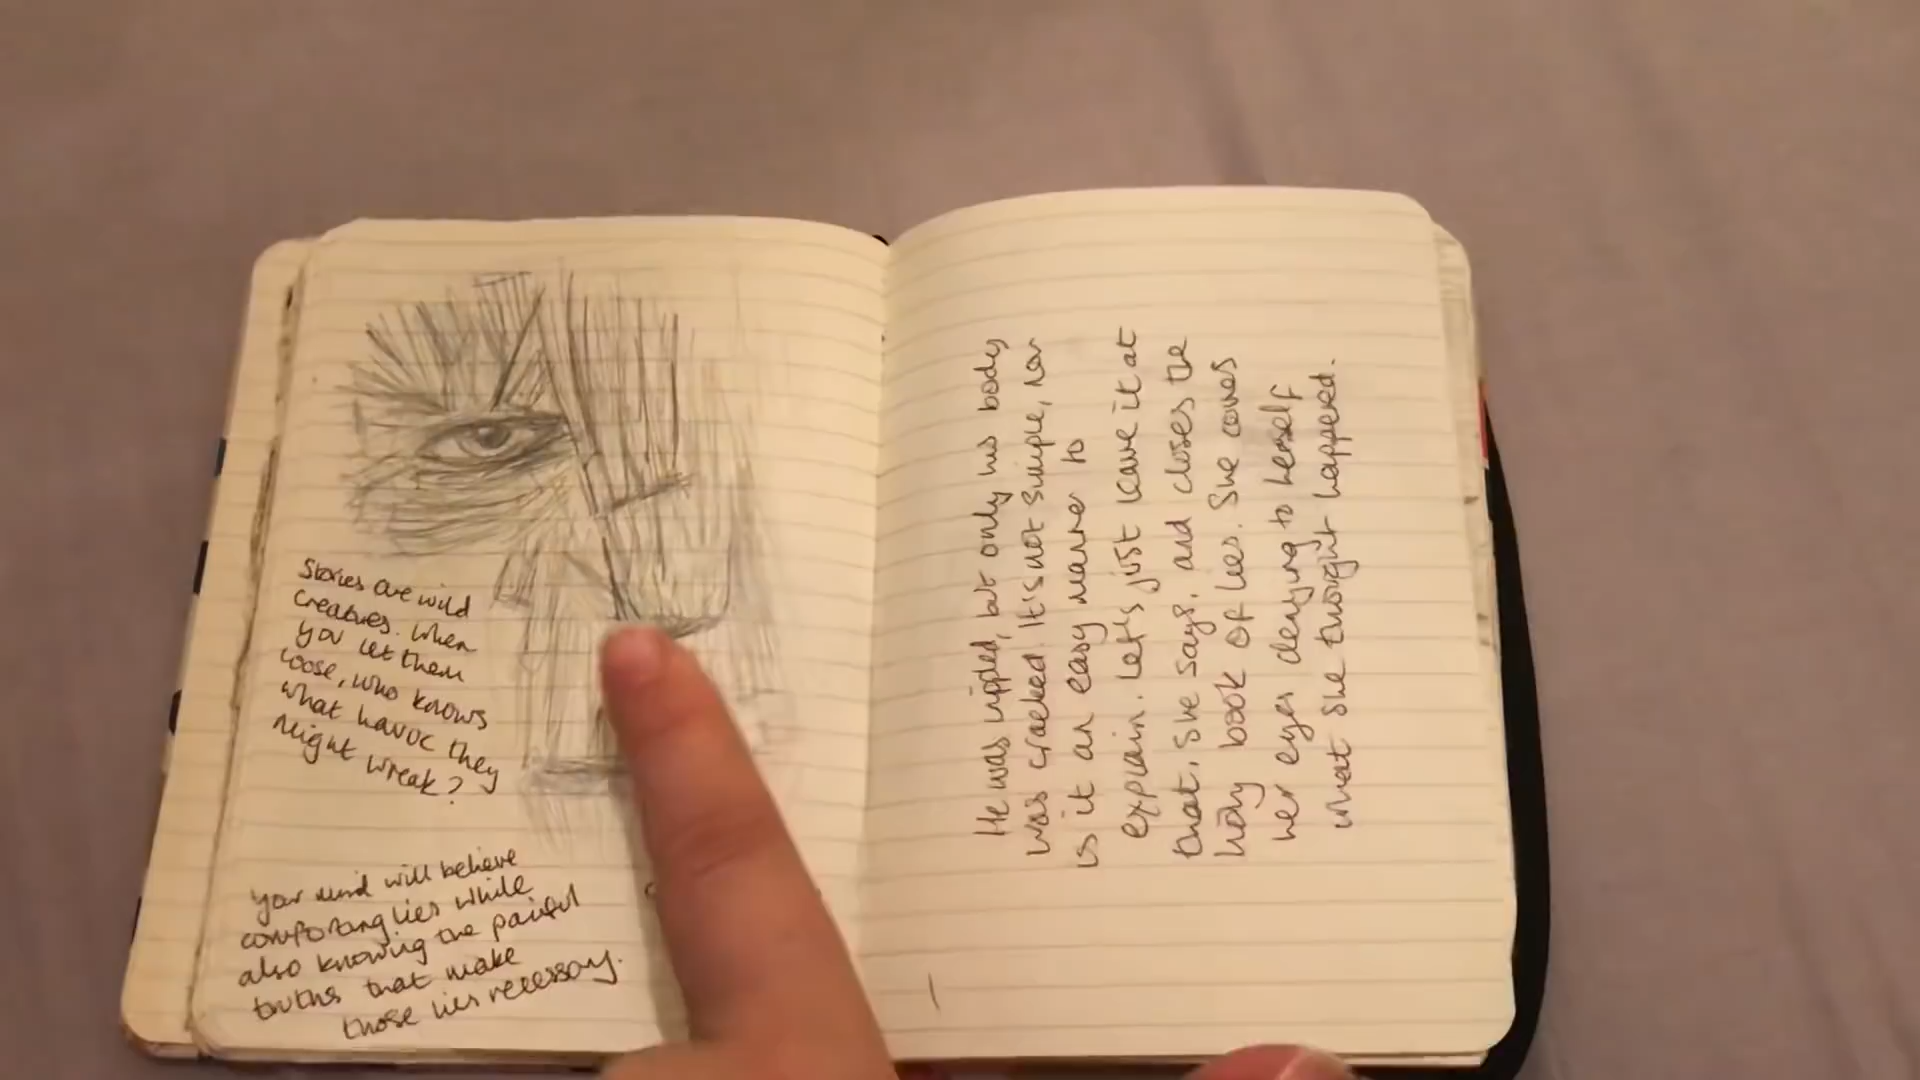 Stories are wild
creatures. When
you let them
loose, who knows
what havoc they
might wreak?
Your mind will believe
comforting lies while
also knowing the painful
truths that make
those lies necessary.
He was ripped, but only his body
was cracked. It's not simple, nor
is it an easy manner to
explain. Let's just leave it at
that, she says, and closes the
holy book of lies. She covers
her eyes denying to herself
what she thought happened.